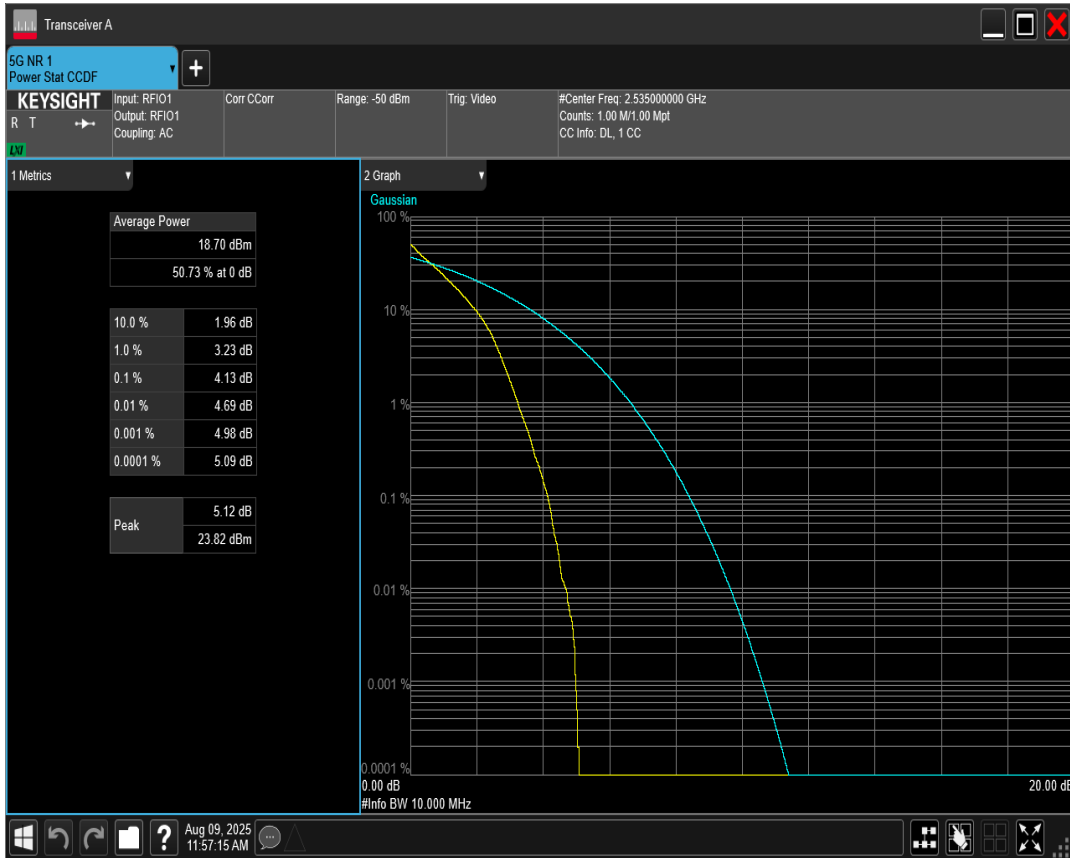 Transceiver A
5G NR 1
Power Stat CCDF
+
KEYSIGHT
R T
LXI
Input: RFIO1
Output: RFIO1
Coupling: AC
Corr CCorr
Range: -50 dBm
Trig: Video
#Center Freq: 2.535000000 GHz
Counts: 1.00 M/1.00 Mpt
CC Info: DL, 1 CC
1 Metrics
Average Power
18.70 dBm
50.73 % at 0 dB
10.0 % 1.96 dB
1.0 % 3.23 dB
0.1 % 4.13 dB
0.01 % 4.69 dB
0.001 % 4.98 dB
0.0001 % 5.09 dB
Peak 5.12 dB
23.82 dBm
2 Graph
Gaussian
100 %
10 %
1 %
0.1 %
0.01 %
0.001 %
0.0001 %
0.00 dB 20.00 dB
#Info BW 10.000 MHz
? Aug 09, 2025
11:57:15 AM